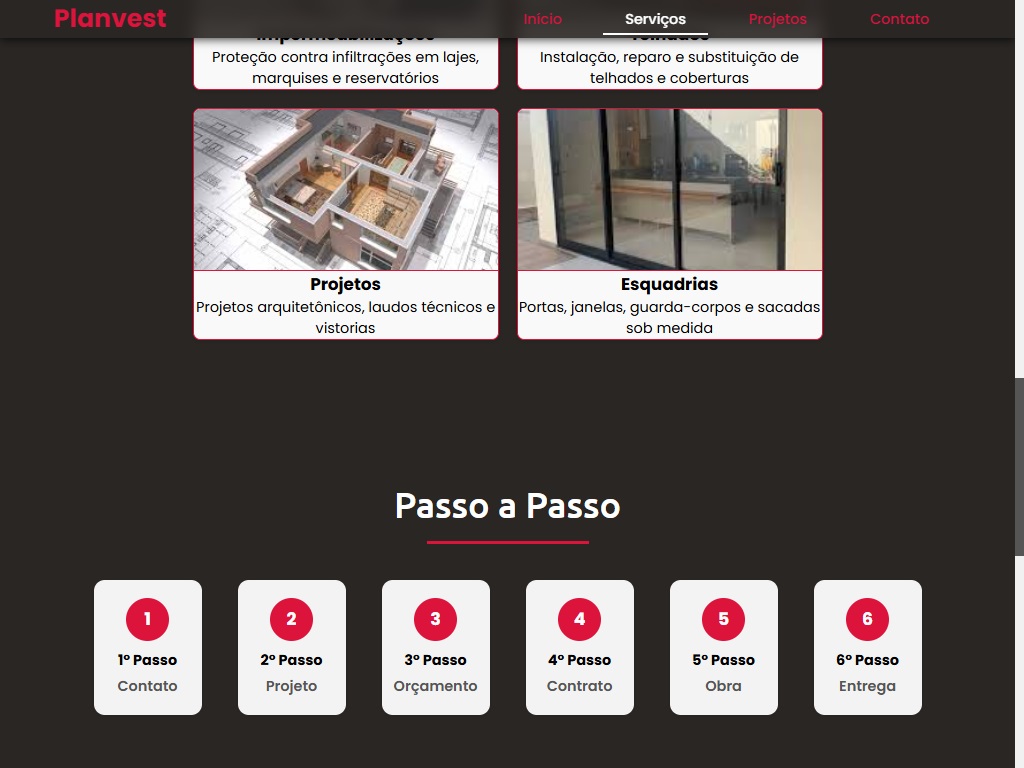 Planvest
Início
Serviços
Projetos
Contato
Impermeabilizações
Telhados
Proteção contra infiltrações em lajes,
marquises e reservatórios
Instalação, reparo e substituição de
telhados e coberturas
Projetos
Projetos arquitetônicos, laudos técnicos e
vistorias
Esquadrias
Portas, janelas, guarda-corpos e sacadas
sob medida
Passo a Passo
1
1º Passo
Contato
2
2º Passo
Projeto
3
3º Passo
Orçamento
4
4º Passo
Contrato
5
5º Passo
Obra
6
6º Passo
Entrega